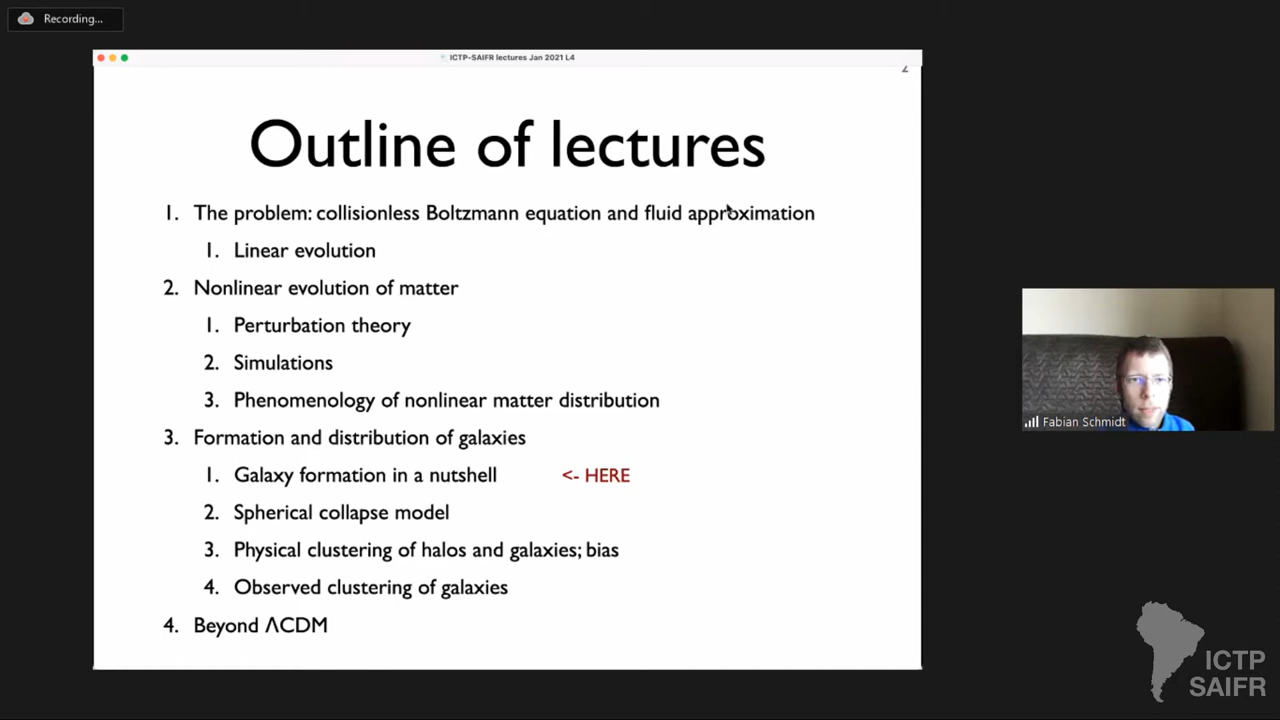 Recording...
ICTP-SAIFR lectures Jan 2021 L4
2
Outline of lectures
1. The problem: collisionless Boltzmann equation and fluid approximation
1. Linear evolution
2. Nonlinear evolution of matter
1. Perturbation theory
2. Simulations
3. Phenomenology of nonlinear matter distribution
3. Formation and distribution of galaxies
1. Galaxy formation in a nutshell <- HERE
2. Spherical collapse model
3. Physical clustering of halos and galaxies; bias
4. Observed clustering of galaxies
4. Beyond ΛCDM
Fabian Schmidt
ICTP
SAIFR